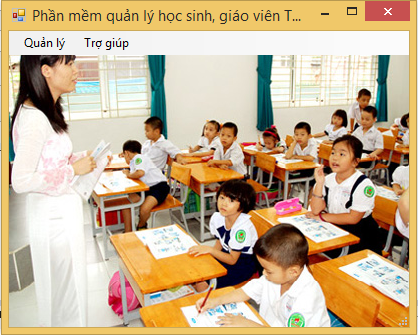 Phần mềm quản lý học sinh, giáo viên T...
Quản lý Trợ giúp